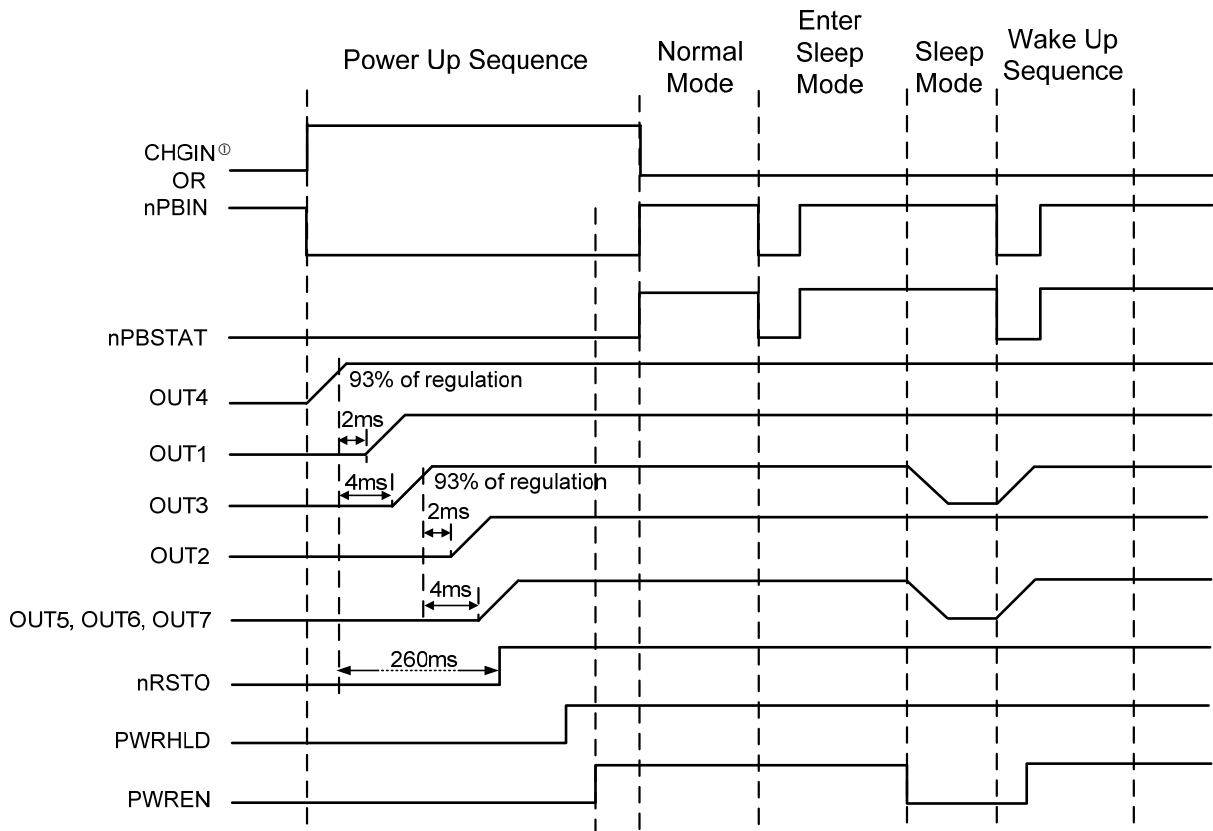 Power Up Sequence
Normal
Mode
Enter
Sleep
Mode
Sleep
Mode
Wake Up
Sequence
CHGIN①
OR
nPBIN
nPBSTAT
93% of regulation
OUT4
2ms
OUT1
93% of regulation
4ms
OUT3
2ms
OUT2
4ms
OUT5, OUT6, OUT7
260ms
nRSTO
PWRHLD
PWREN